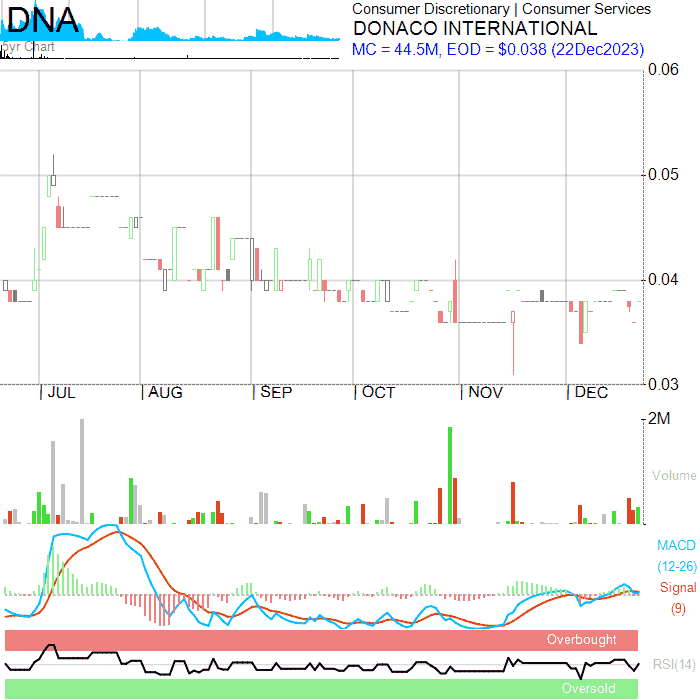 DNA
5yr Chart
Consumer Discretionary | Consumer Services
DONACO INTERNATIONAL
MC = 44.5M, EOD = $0.038 (22Dec2023)
0.06
0.05
0.04
0.03
JUL AUG SEP OCT NOV DEC
2M
Volume
MACD
(12-26)
Signal
(9)
Overbought
RSI(14)
Oversold